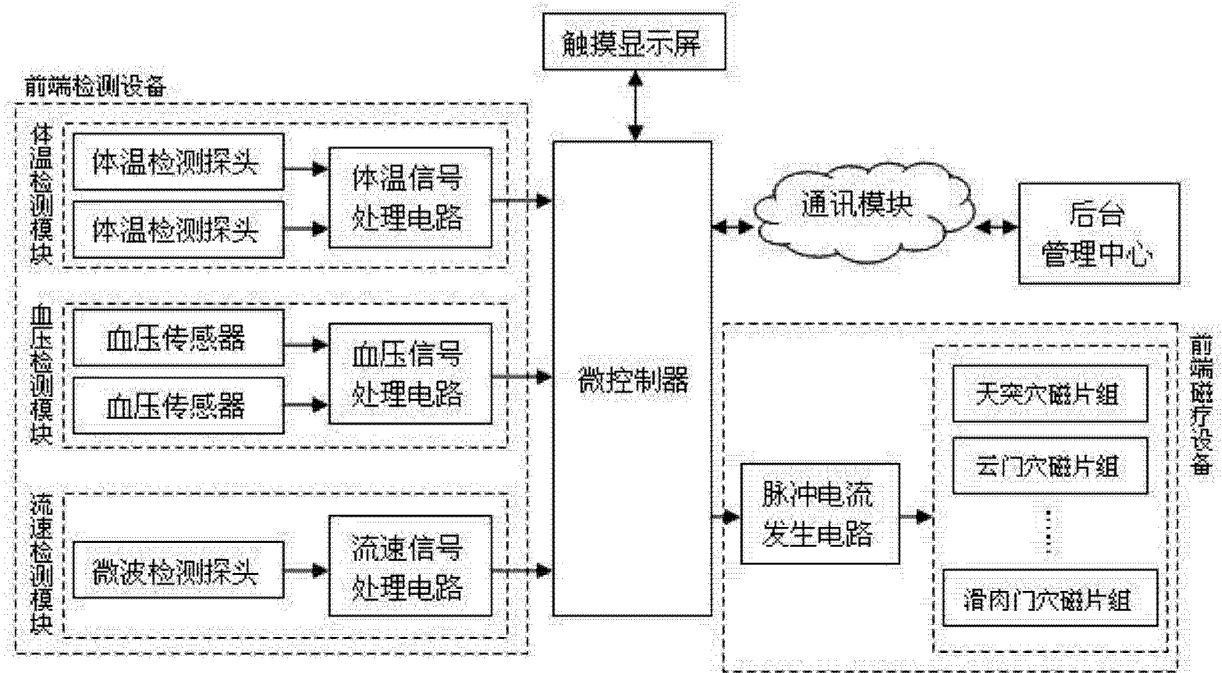 触摸显示屏
前端检测设备
体温检测模块
体温检测探头
体温检测探头
体温信号
处理电路
血压检测模块
血压传感器
血压传感器
血压信号
处理电路
流速检测模块
微波检测探头
流速信号
处理电路
微控制器
通讯模块
后台
管理中心
前端磁疗设备
脉冲电流
发生电路
天突穴磁片组
云门穴磁片组
滑肉门穴磁片组